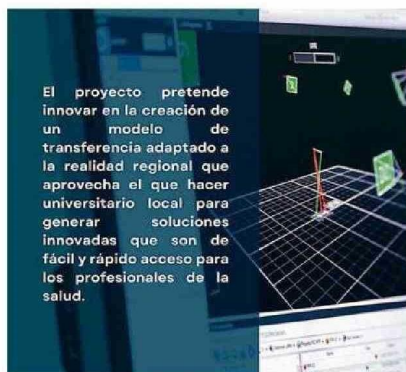 El proyecto pretende
innovar en la creación de
un modelo de
transferencia adaptado a
la realidad regional que
aprovecha el que hacer
universitario local para
generar soluciones
innovadas que son de
fácil y rápido acceso para
los profesionales de la
salud.